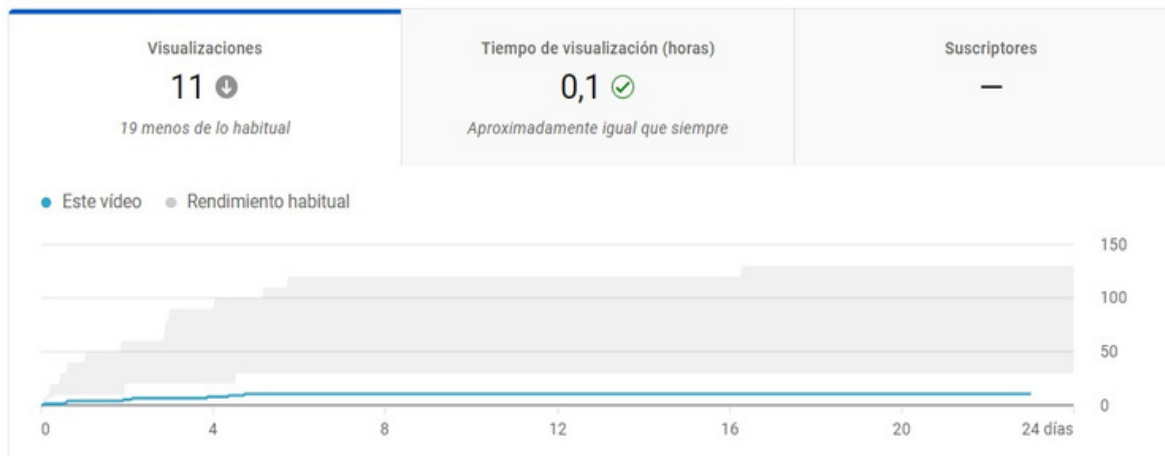 Visualizaciones
11
19 menos de lo habitual
Tiempo de visualización (horas)
0,1
Aproximadamente igual que siempre
Suscriptores
—
Este vídeo
Rendimiento habitual
150
100
50
0
0 4 8 12 16 20 24 días